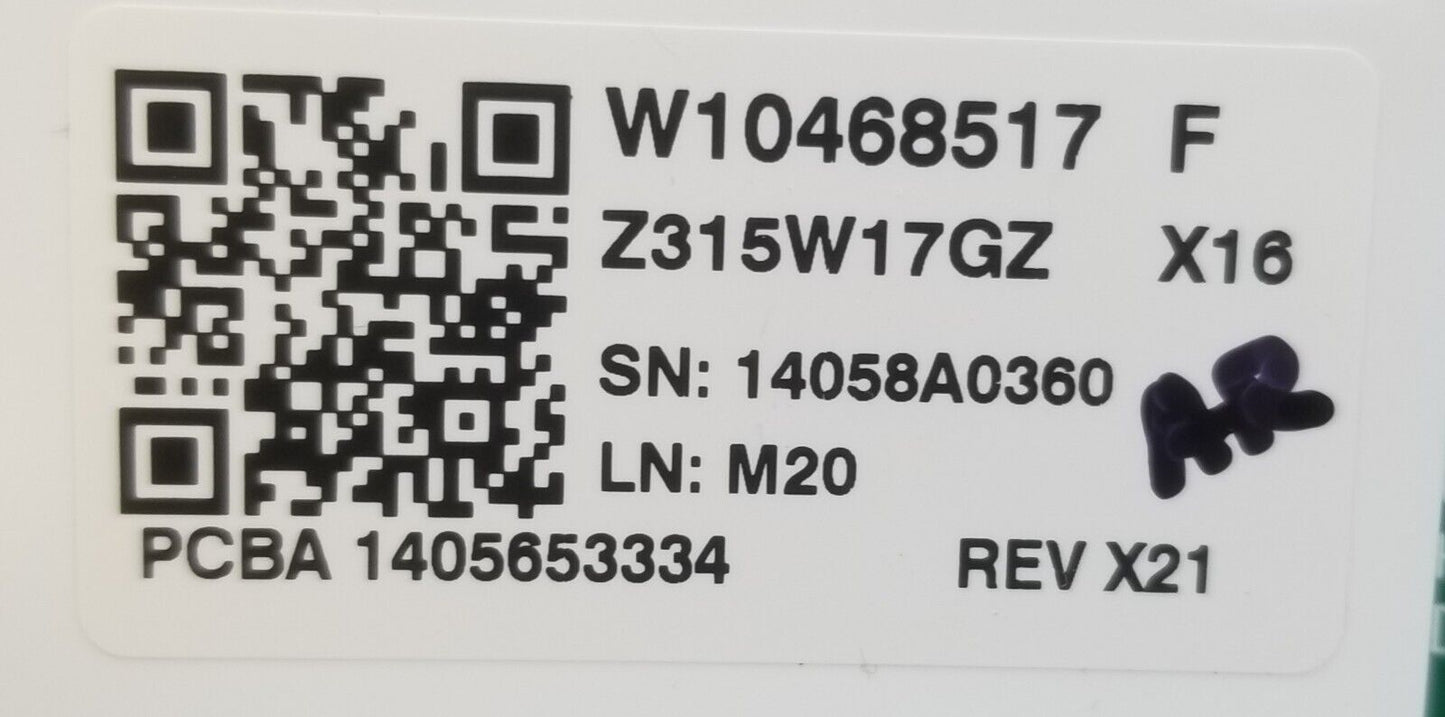 W10468517 F
Z315W17GZ X16
SN: 14058A0360
LN: M20
PCBA 1405653334 REV X21